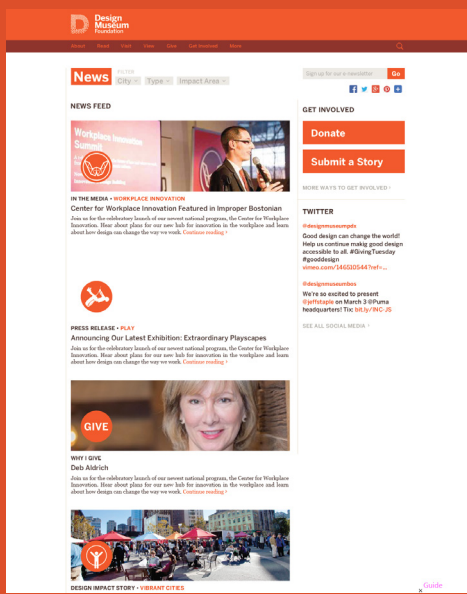 Design
Museum
Foundation
About Read Visit View Give Get Involved More
News
FILTER
City Type Impact Area
Sign up for our e-newsletter Go
NEWS FEED
Workplace Innovation
Summit
IN THE MEDIA • WORKPLACE INNOVATION
Center for Workplace Innovation Featured in Improper Bostonian
Join us for the celebratory launch of our newest national program, the Center for Workplace
Innovation. Hear about plans for our new hub for innovation in the workplace and learn
about how design can change the way we work. Continue reading >
PRESS RELEASE • PLAY
Announcing Our Latest Exhibition: Extraordinary Playscapes
Join us for the celebratory launch of our newest national program, the Center for Workplace
Innovation. Hear about plans for our new hub for innovation in the workplace and learn
about how design can change the way we work. Continue reading >
GIVE
WHY I GIVE
Deb Aldrich
Join us for the celebratory launch of our newest national program, the Center for Workplace
Innovation. Hear about plans for our new hub for innovation in the workplace and learn
about how design can change the way we work. Continue reading >
DESIGN IMPACT STORY • VIBRANT CITIES
GET INVOLVED
Donate
Submit a Story
MORE WAYS TO GET INVOLVED >
TWITTER
@designmuseumpdx
Good design can change the world!
Help us continue makig good design
accessible to all. #GivingTuesday
#gooddesign
vimeo.com/146510544?ref=...
@designmuseumbos
We're so excited to present
@jeffstaple on March 3 @Puma
headquarters! Tix: bit.ly/INC-JS
SEE ALL SOCIAL MEDIA >
Guide